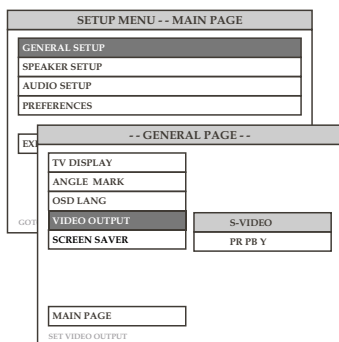 SETUP MENU - - MAIN PAGE
GENERAL SETUP
SPEAKER SETUP
AUDIO SETUP
PREFERENCES
EX
GOT
- - GENERAL PAGE - -
TV DISPLAY
ANGLE MARK
OSD LANG
VIDEO OUTPUT
S-VIDEO
SCREEN SAVER
PR PB Y
MAIN PAGE
SET VIDEO OUTPUT